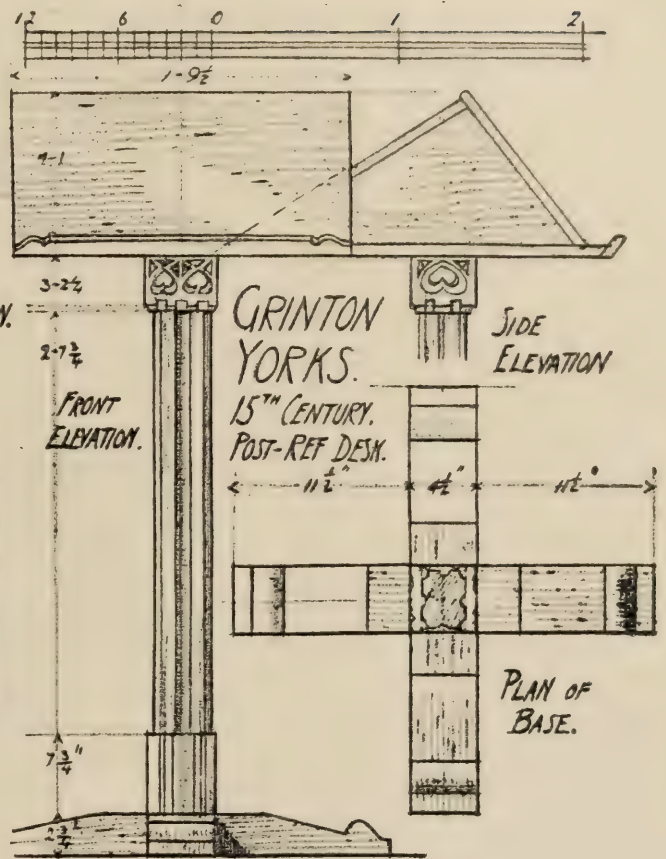 12 6 0 1 2
1-9½
4-1
3-2¼
2-7¾
GRINTON
YORKS.
15TH CENTURY.
POST-REF DESK.
SIDE
ELEVATION
FRONT
ELEVATION.
11½" 4½" 11½"
PLAN OF
BASE.
7¾"
2¾"